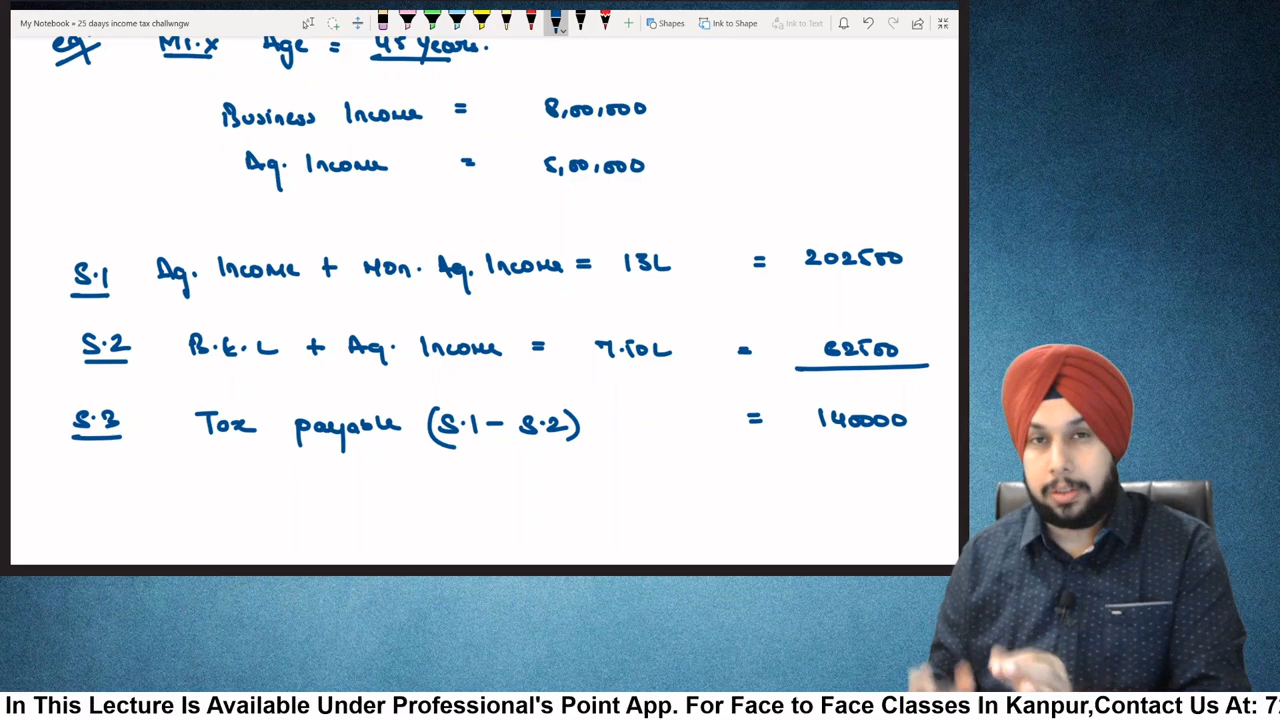 My Notebook = 25 daays income tax challwngw
Shapes
Ink to Shape
Ink to Text
eg. Mr.X Age = 45 years.
Business Income = 8,00,000
Ag. Income = 5,00,000
S.1 Ag. Income + Non. Ag. Income = 13L = 202500
S.2 B.E.L + Ag. Income = 7.50L = 62500
S.3 Tax payable (S.1 - S.2) = 140000
In This Lecture Is Available Under Professional's Point App. For Face to Face Classes In Kanpur,Contact Us At: 7